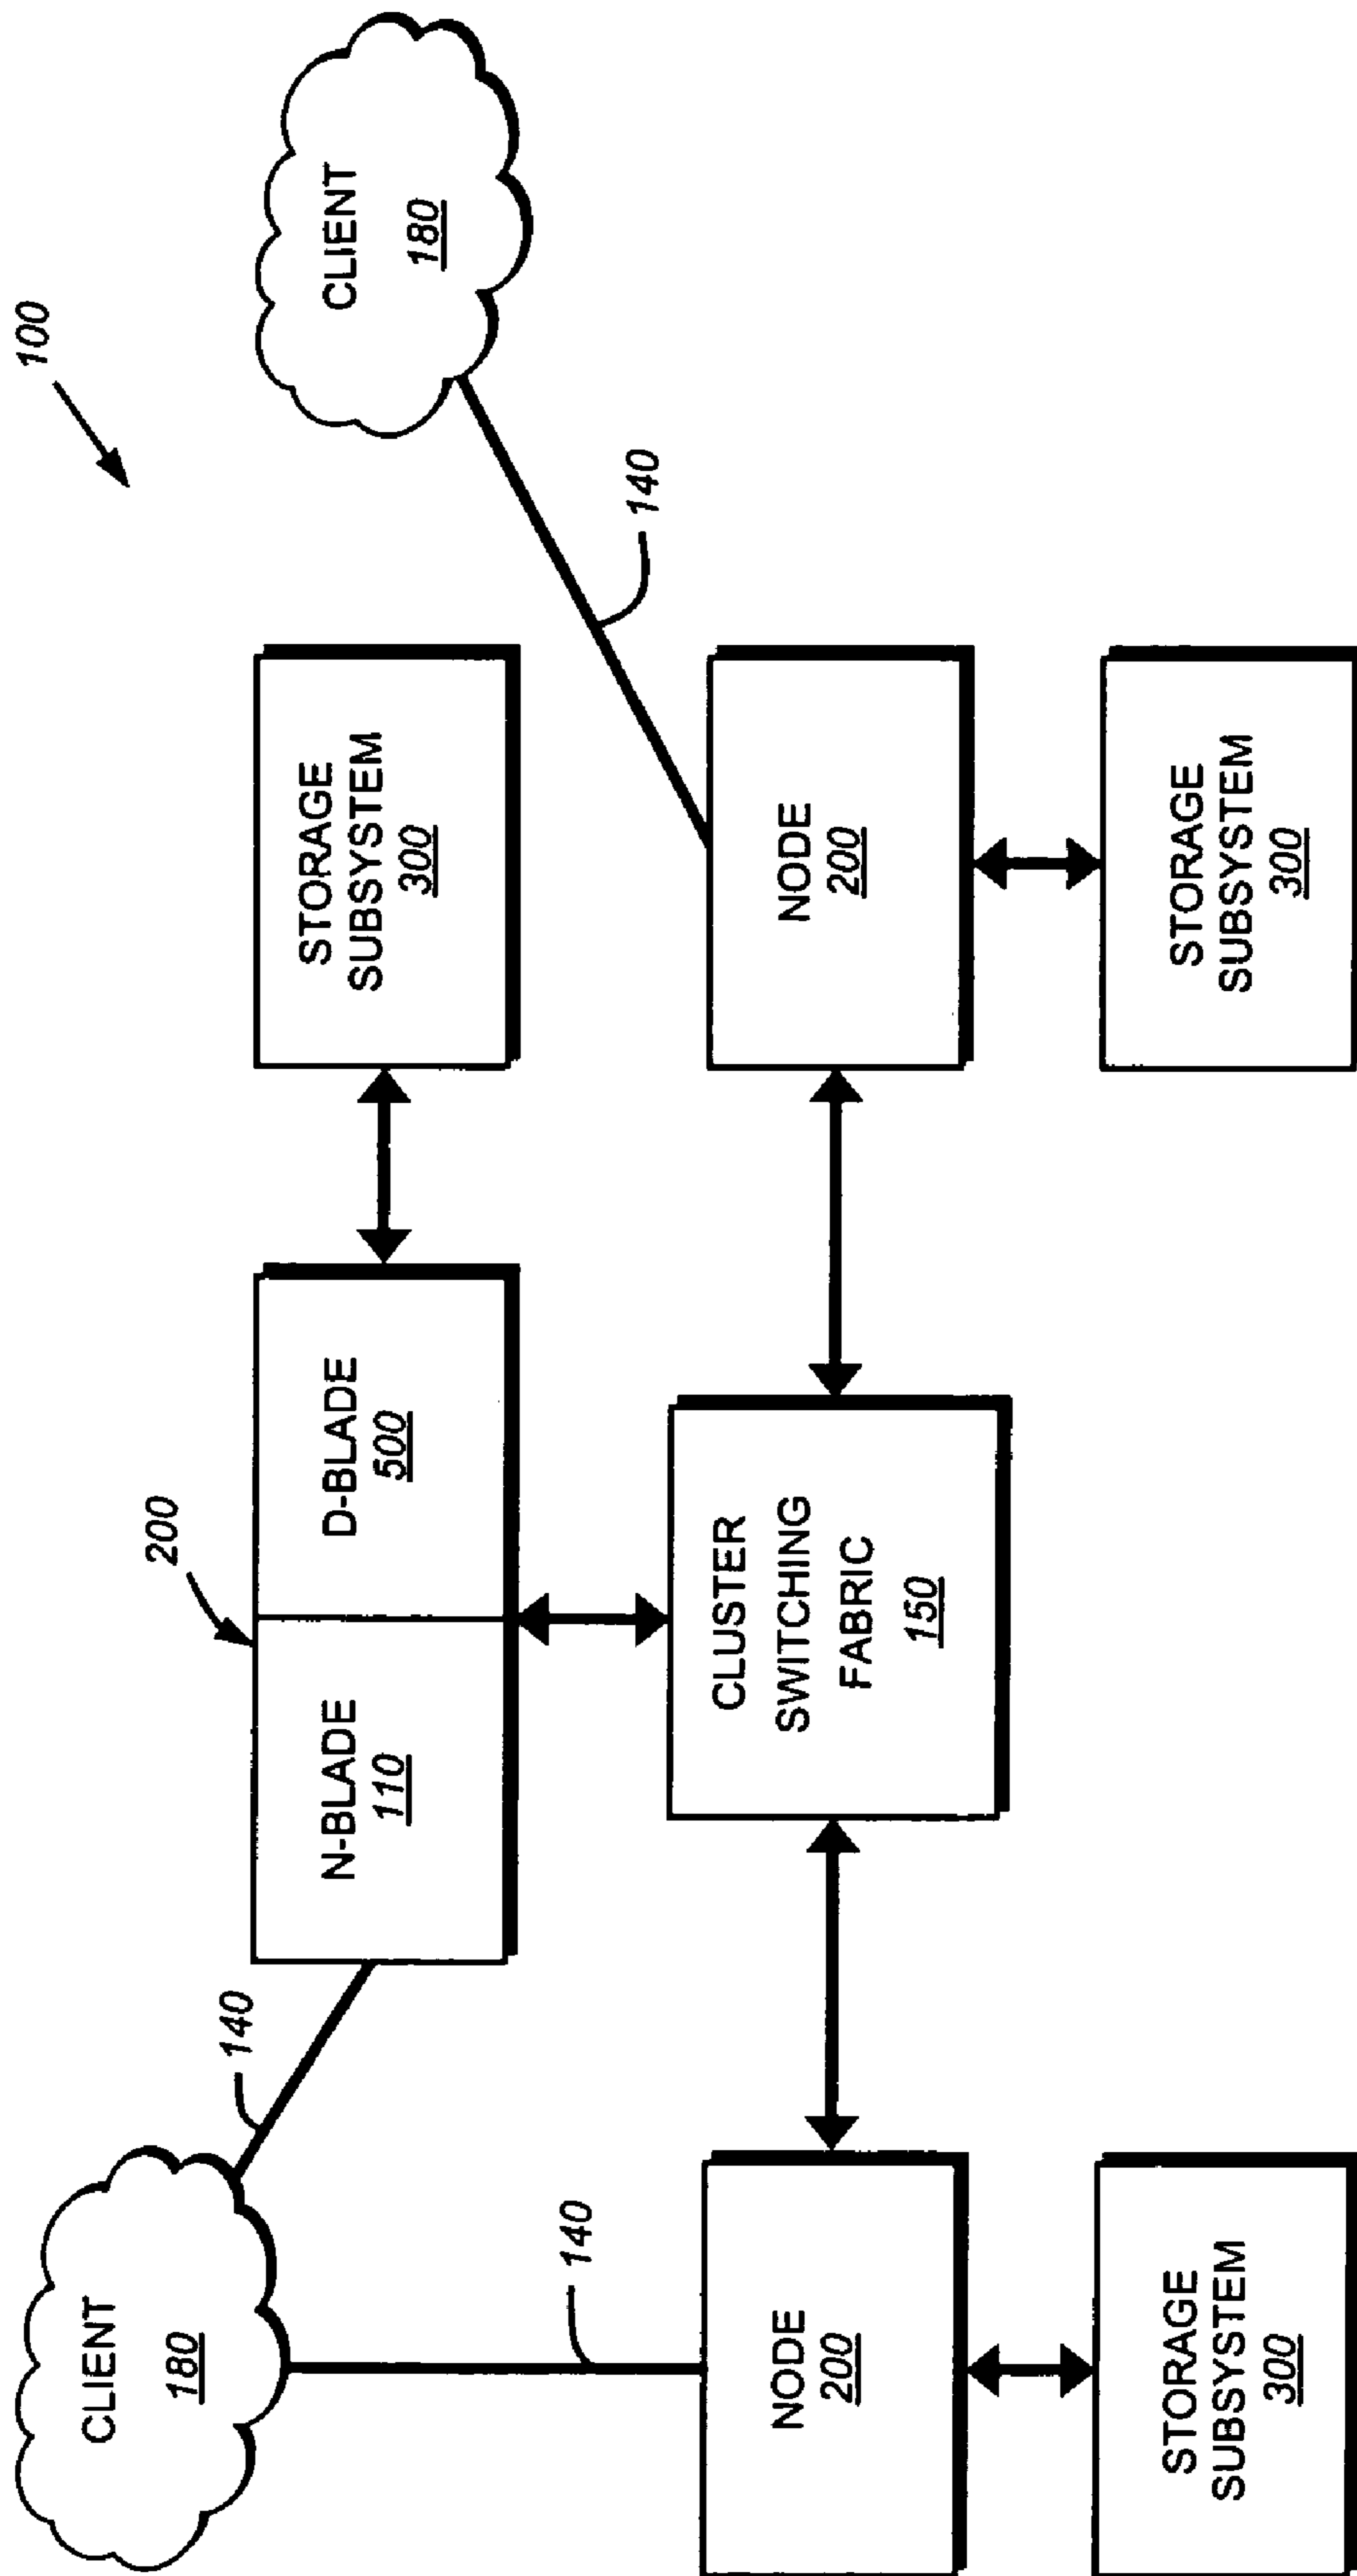 100
CLIENT
180
CLIENT
180
140
200
N-BLADE
110
D-BLADE
500
STORAGE
SUBSYSTEM
300
140
140
NODE
200
CLUSTER
SWITCHING
FABRIC
150
NODE
200
STORAGE
SUBSYSTEM
300
STORAGE
SUBSYSTEM
300